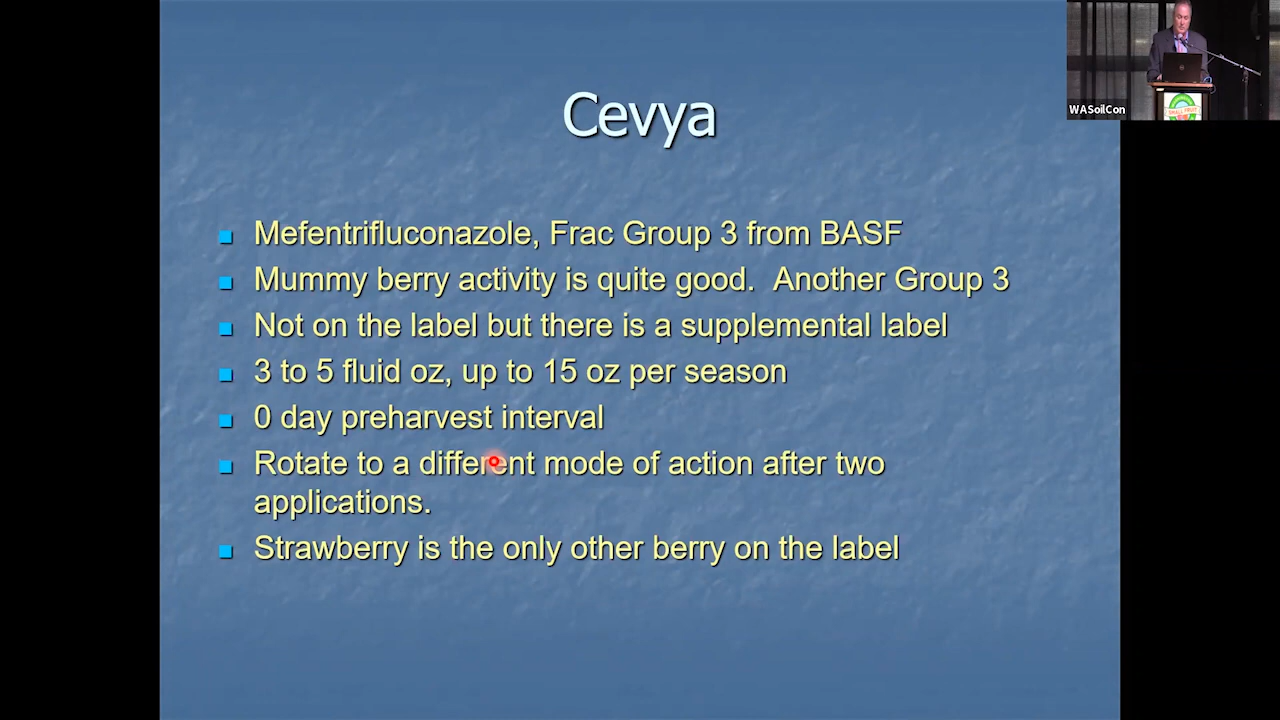 Cevya
WASoilCon
SMALL FRUIT
Mefentrifluconazole, Frac Group 3 from BASF
Mummy berry activity is quite good.  Another Group 3
Not on the label but there is a supplemental label
3 to 5 fluid oz, up to 15 oz per season
0 day preharvest interval
Rotate to a different mode of action after two
applications.
Strawberry is the only other berry on the label